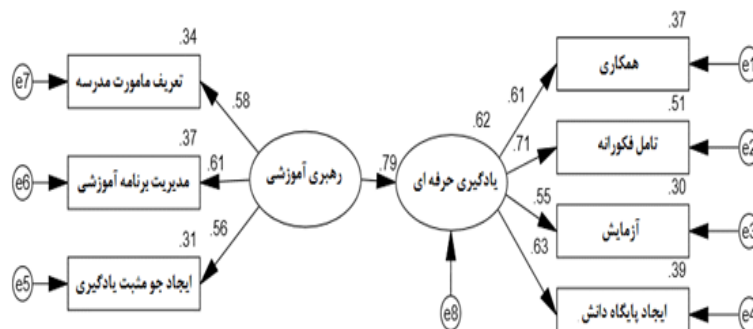 .37
.34
e7
تعریف ماموریت مدرسه
همکاری
e1
.58
.61
.51
.62
.37
e6
مدیریت برنامه آموزشی
.61
رهبری آموزشی
.79
یادگیری حرفه ای
.71
تامل فکورانه
e2
.30
.55
آزمایش
e3
.31
.56
.63
.39
e5
ایجاد جو مثبت یادگیری
e8
ایجاد پایگاه دانش
e4